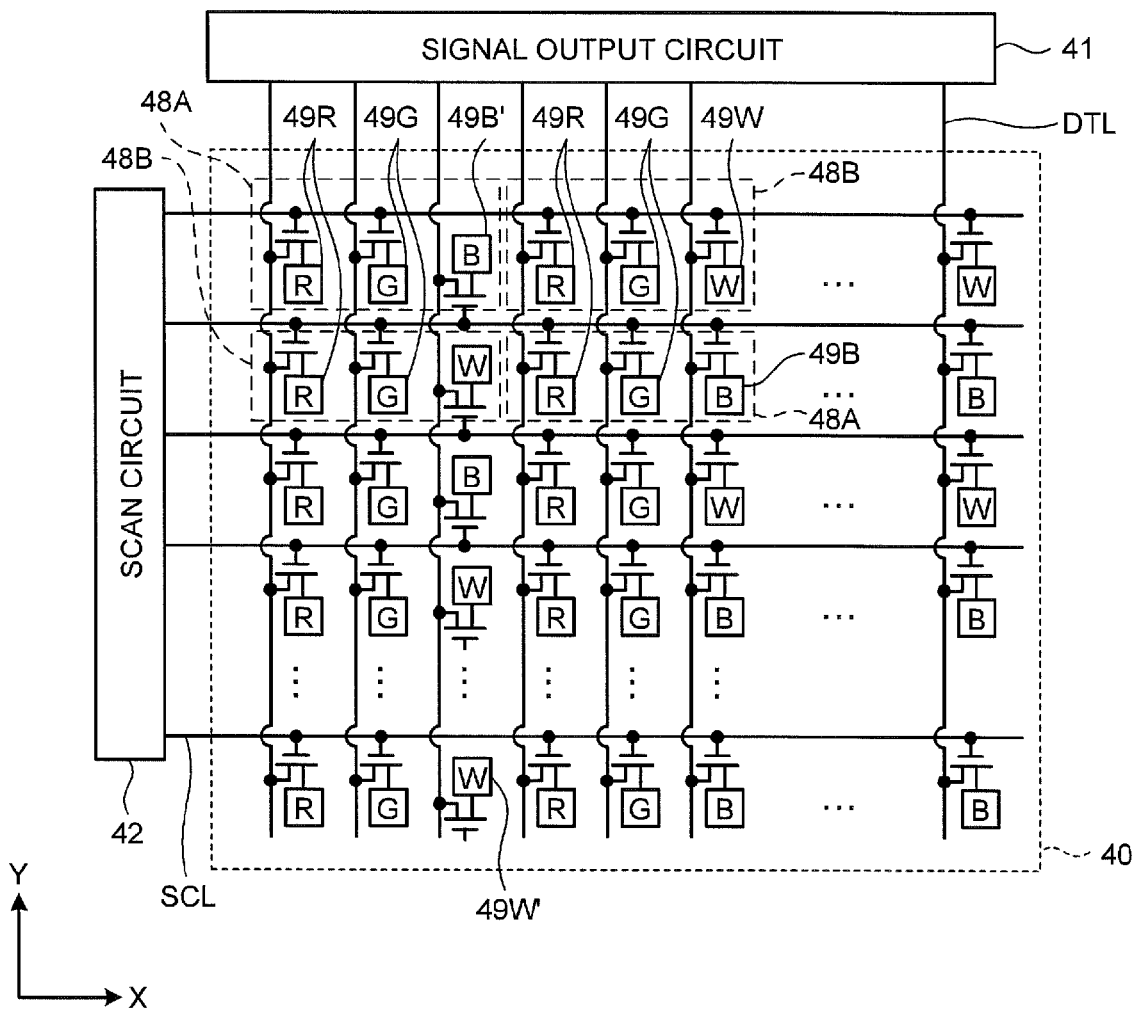 SIGNAL OUTPUT CIRCUIT
41
48A
49R
49G
49B'
49R
49G
49W
DTL
48B
48B
R
G
B
R
G
W
...
W
R
G
W
R
G
B
...
B
49B
48A
R
G
B
R
G
W
...
W
SCAN CIRCUIT
R
G
W
R
G
B
...
B
R
G
W
R
G
B
...
B
42
SCL
49W'
40
Y
X